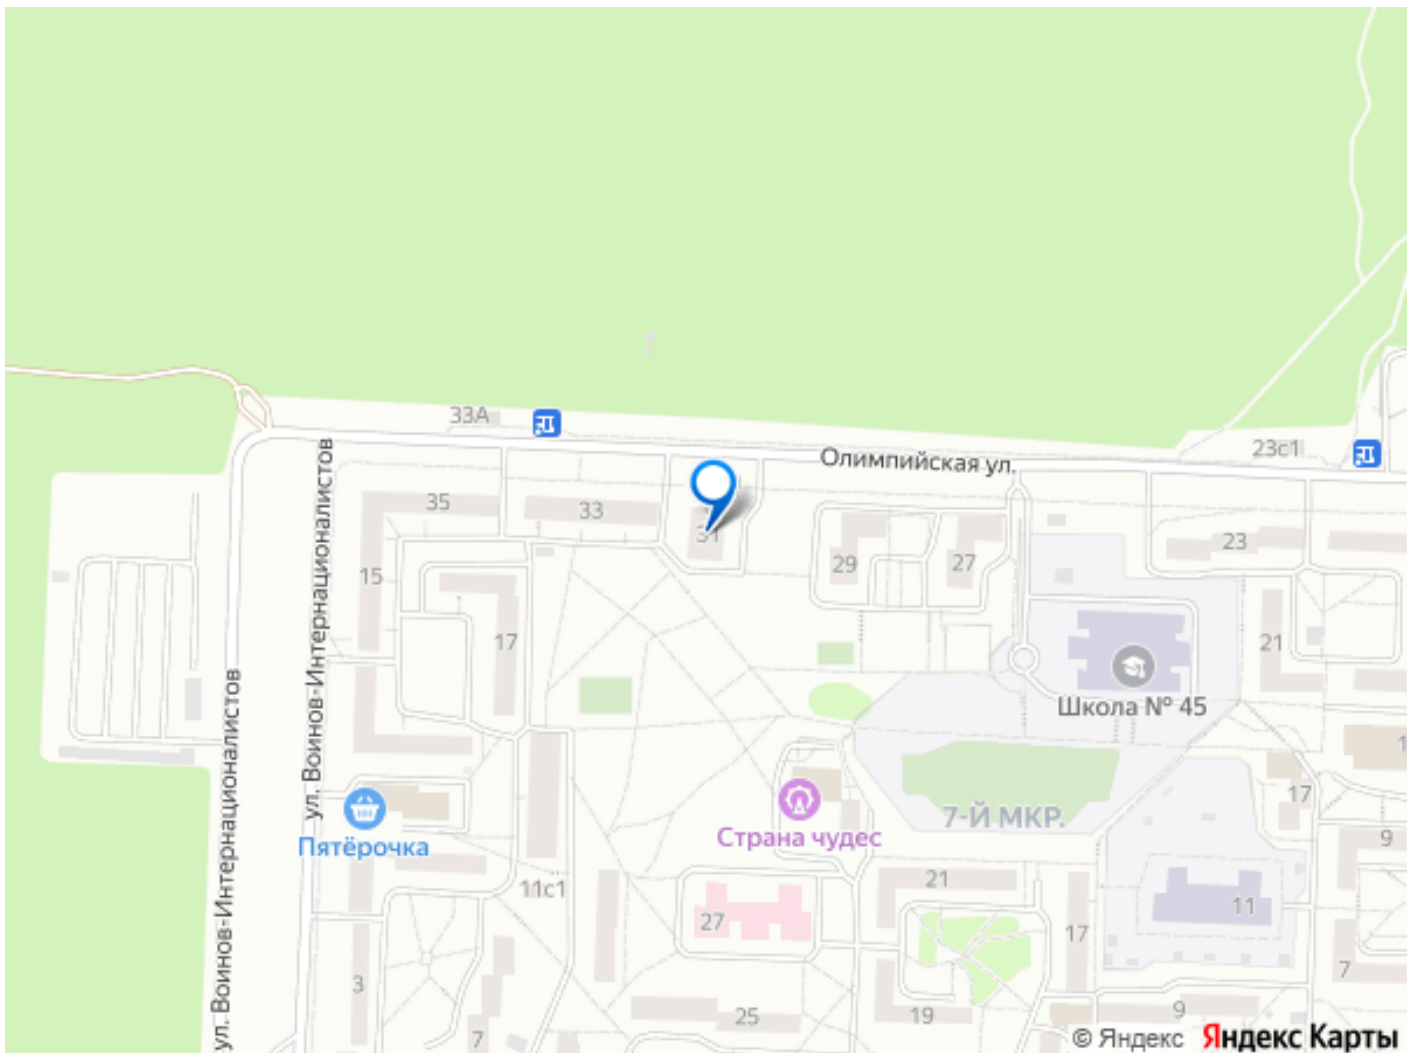 33А
Олимпийская ул.
23с1
35
33
31
29
27
23
15
17
21
ул. Воинов-Интернационалистов
ул. Воинов-Интернационалистов
Школа № 45
1
17
7-Й МКР.
Страна чудес
Пятёрочка
9
11с1
21
27
17
11
3
7
25
19
9
7
© Яндекс Яндекс Карты